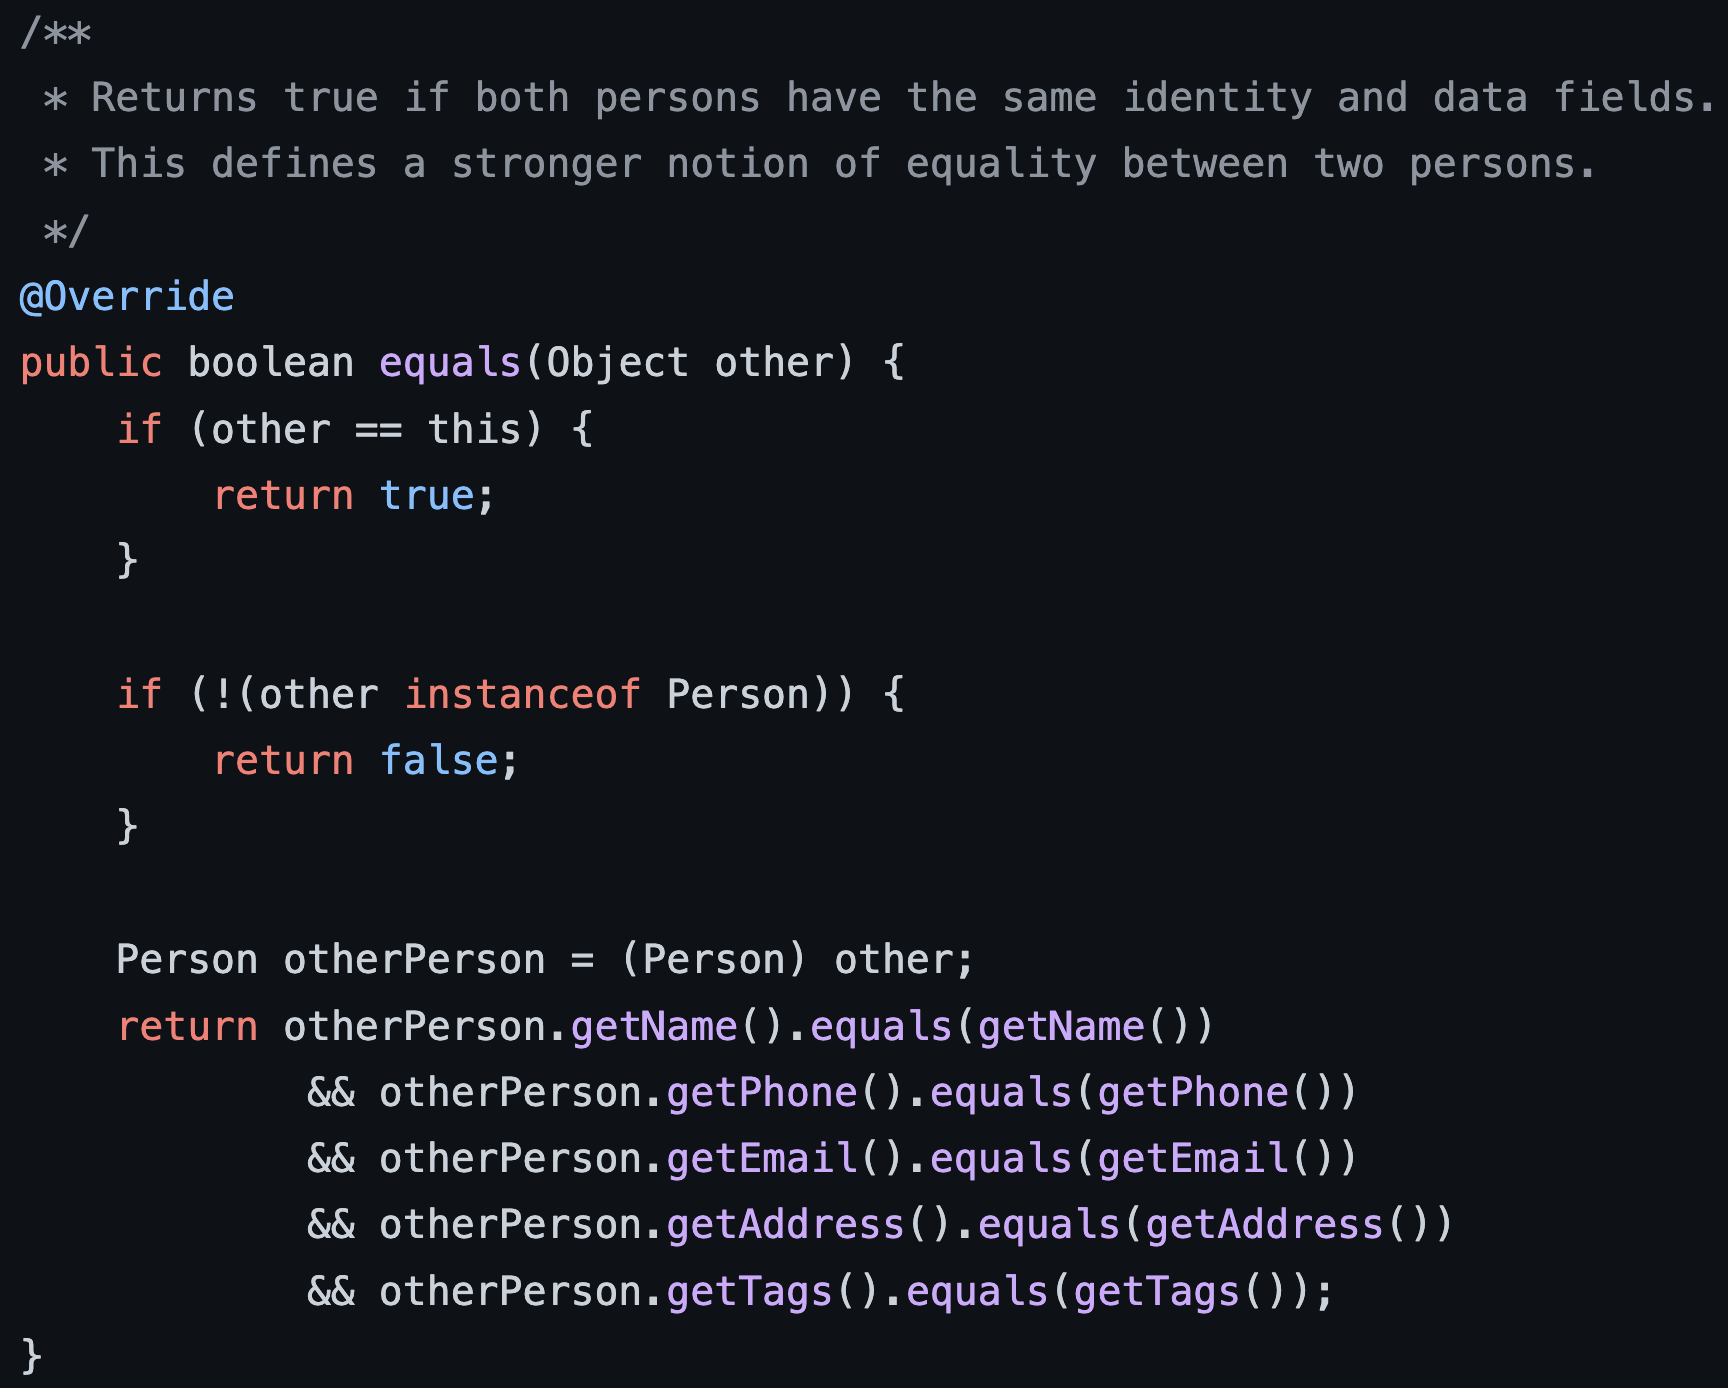 /**
 * Returns true if both persons have the same identity and data fields.
 * This defines a stronger notion of equality between two persons.
 */
@Override
public boolean equals(Object other) {
    if (other == this) {
        return true;
    }

    if (!(other instanceof Person)) {
        return false;
    }

    Person otherPerson = (Person) other;
    return otherPerson.getName().equals(getName())
            && otherPerson.getPhone().equals(getPhone())
            && otherPerson.getEmail().equals(getEmail())
            && otherPerson.getAddress().equals(getAddress())
            && otherPerson.getTags().equals(getTags());
}